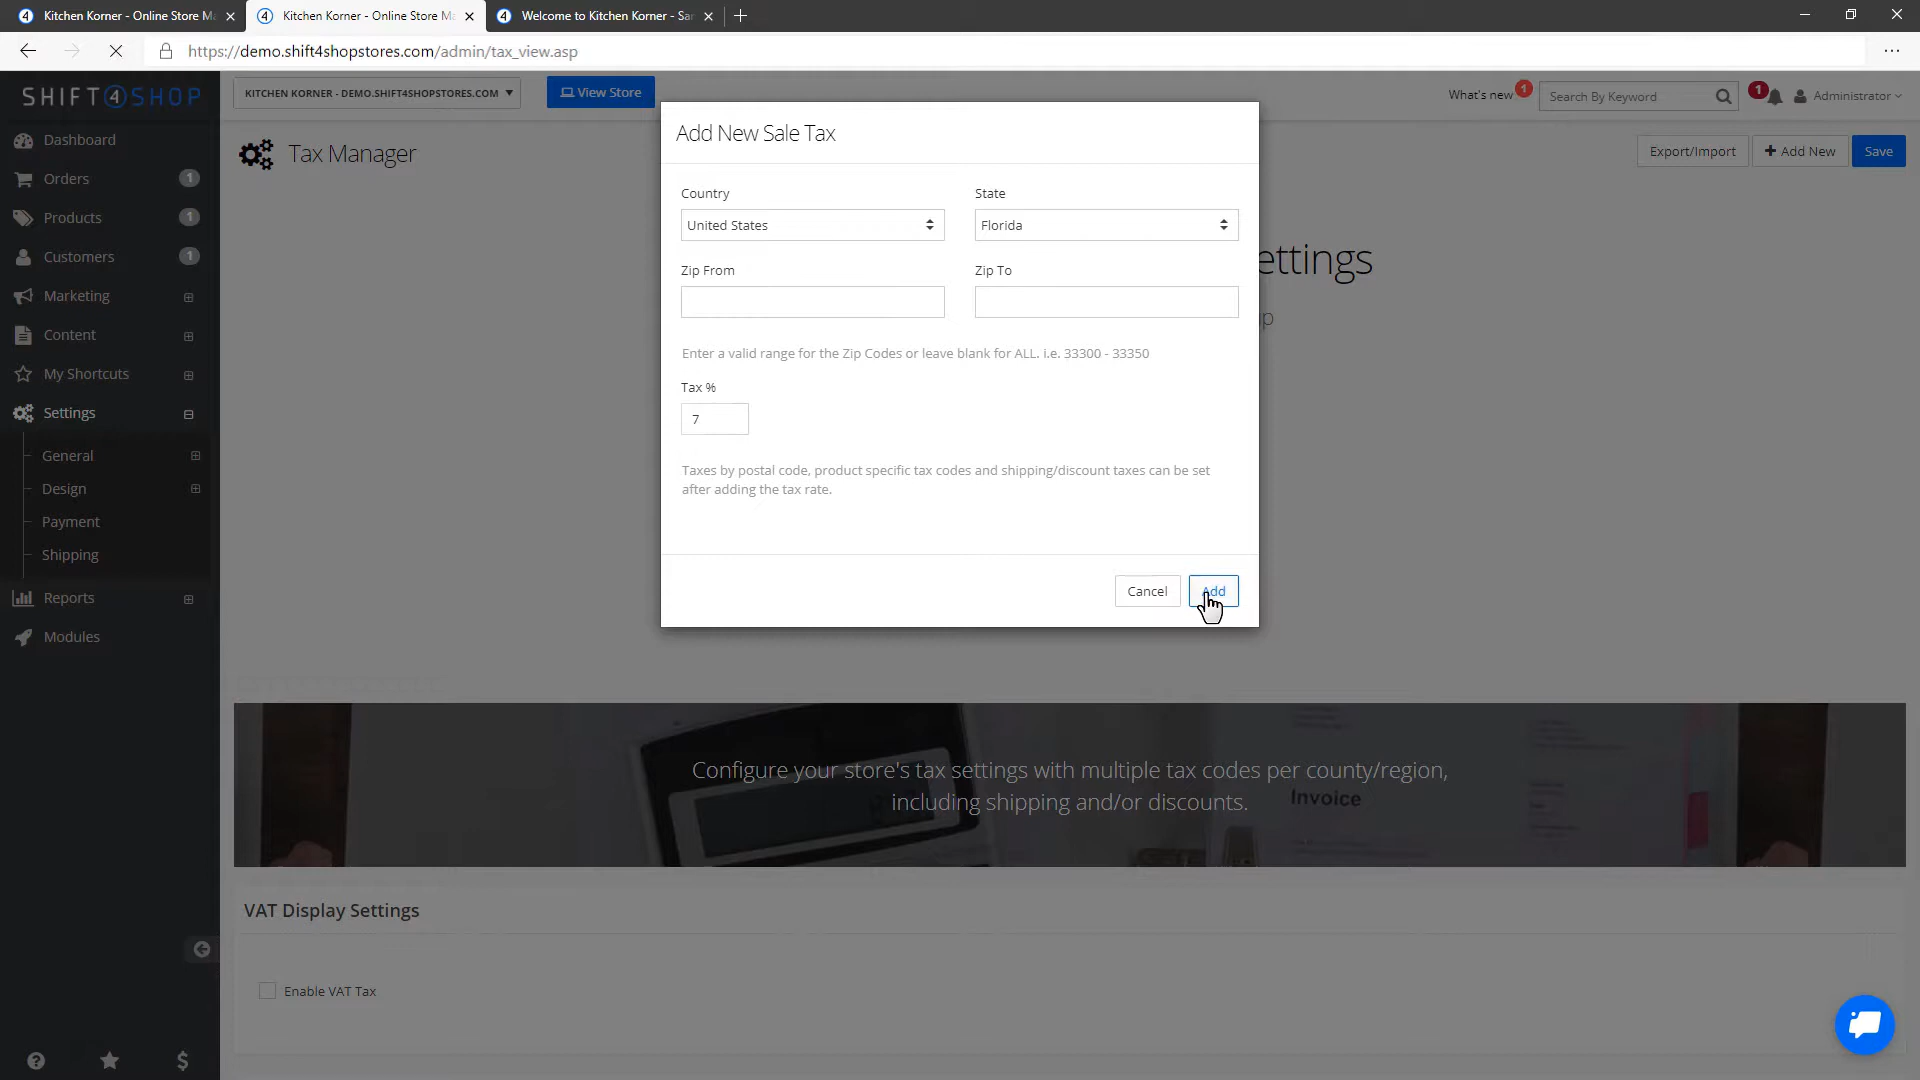 Kitchen Korner - Online Store Ma
Kitchen Korner - Online Store Ma
Welcome to Kitchen Korner - Sar
https://demo.shift4shopstores.com/admin/tax_view.asp
SHIFT4SHOP
KITCHEN KORNER - DEMO.SHIFT4SHOPSTORES.COM
View Store
What's new 1
Search By Keyword
1
Administrator
Dashboard
Orders 1
Products 1
Customers 1
Marketing
Content
My Shortcuts
Settings
General
Design
Payment
Shipping
Reports
Modules
Tax Manager
Export/Import
+ Add New
Save
ettings
Add New Sale Tax
Country
State
United States
Florida
Zip From
Zip To
Enter a valid range for the Zip Codes or leave blank for ALL. i.e. 33300 - 33350
Tax %
7
Taxes by postal code, product specific tax codes and shipping/discount taxes can be set
after adding the tax rate.
Cancel
Add
Configure your store's tax settings with multiple tax codes per county/region,
including shipping and/or discounts.
Invoice
VAT Display Settings
Enable VAT Tax